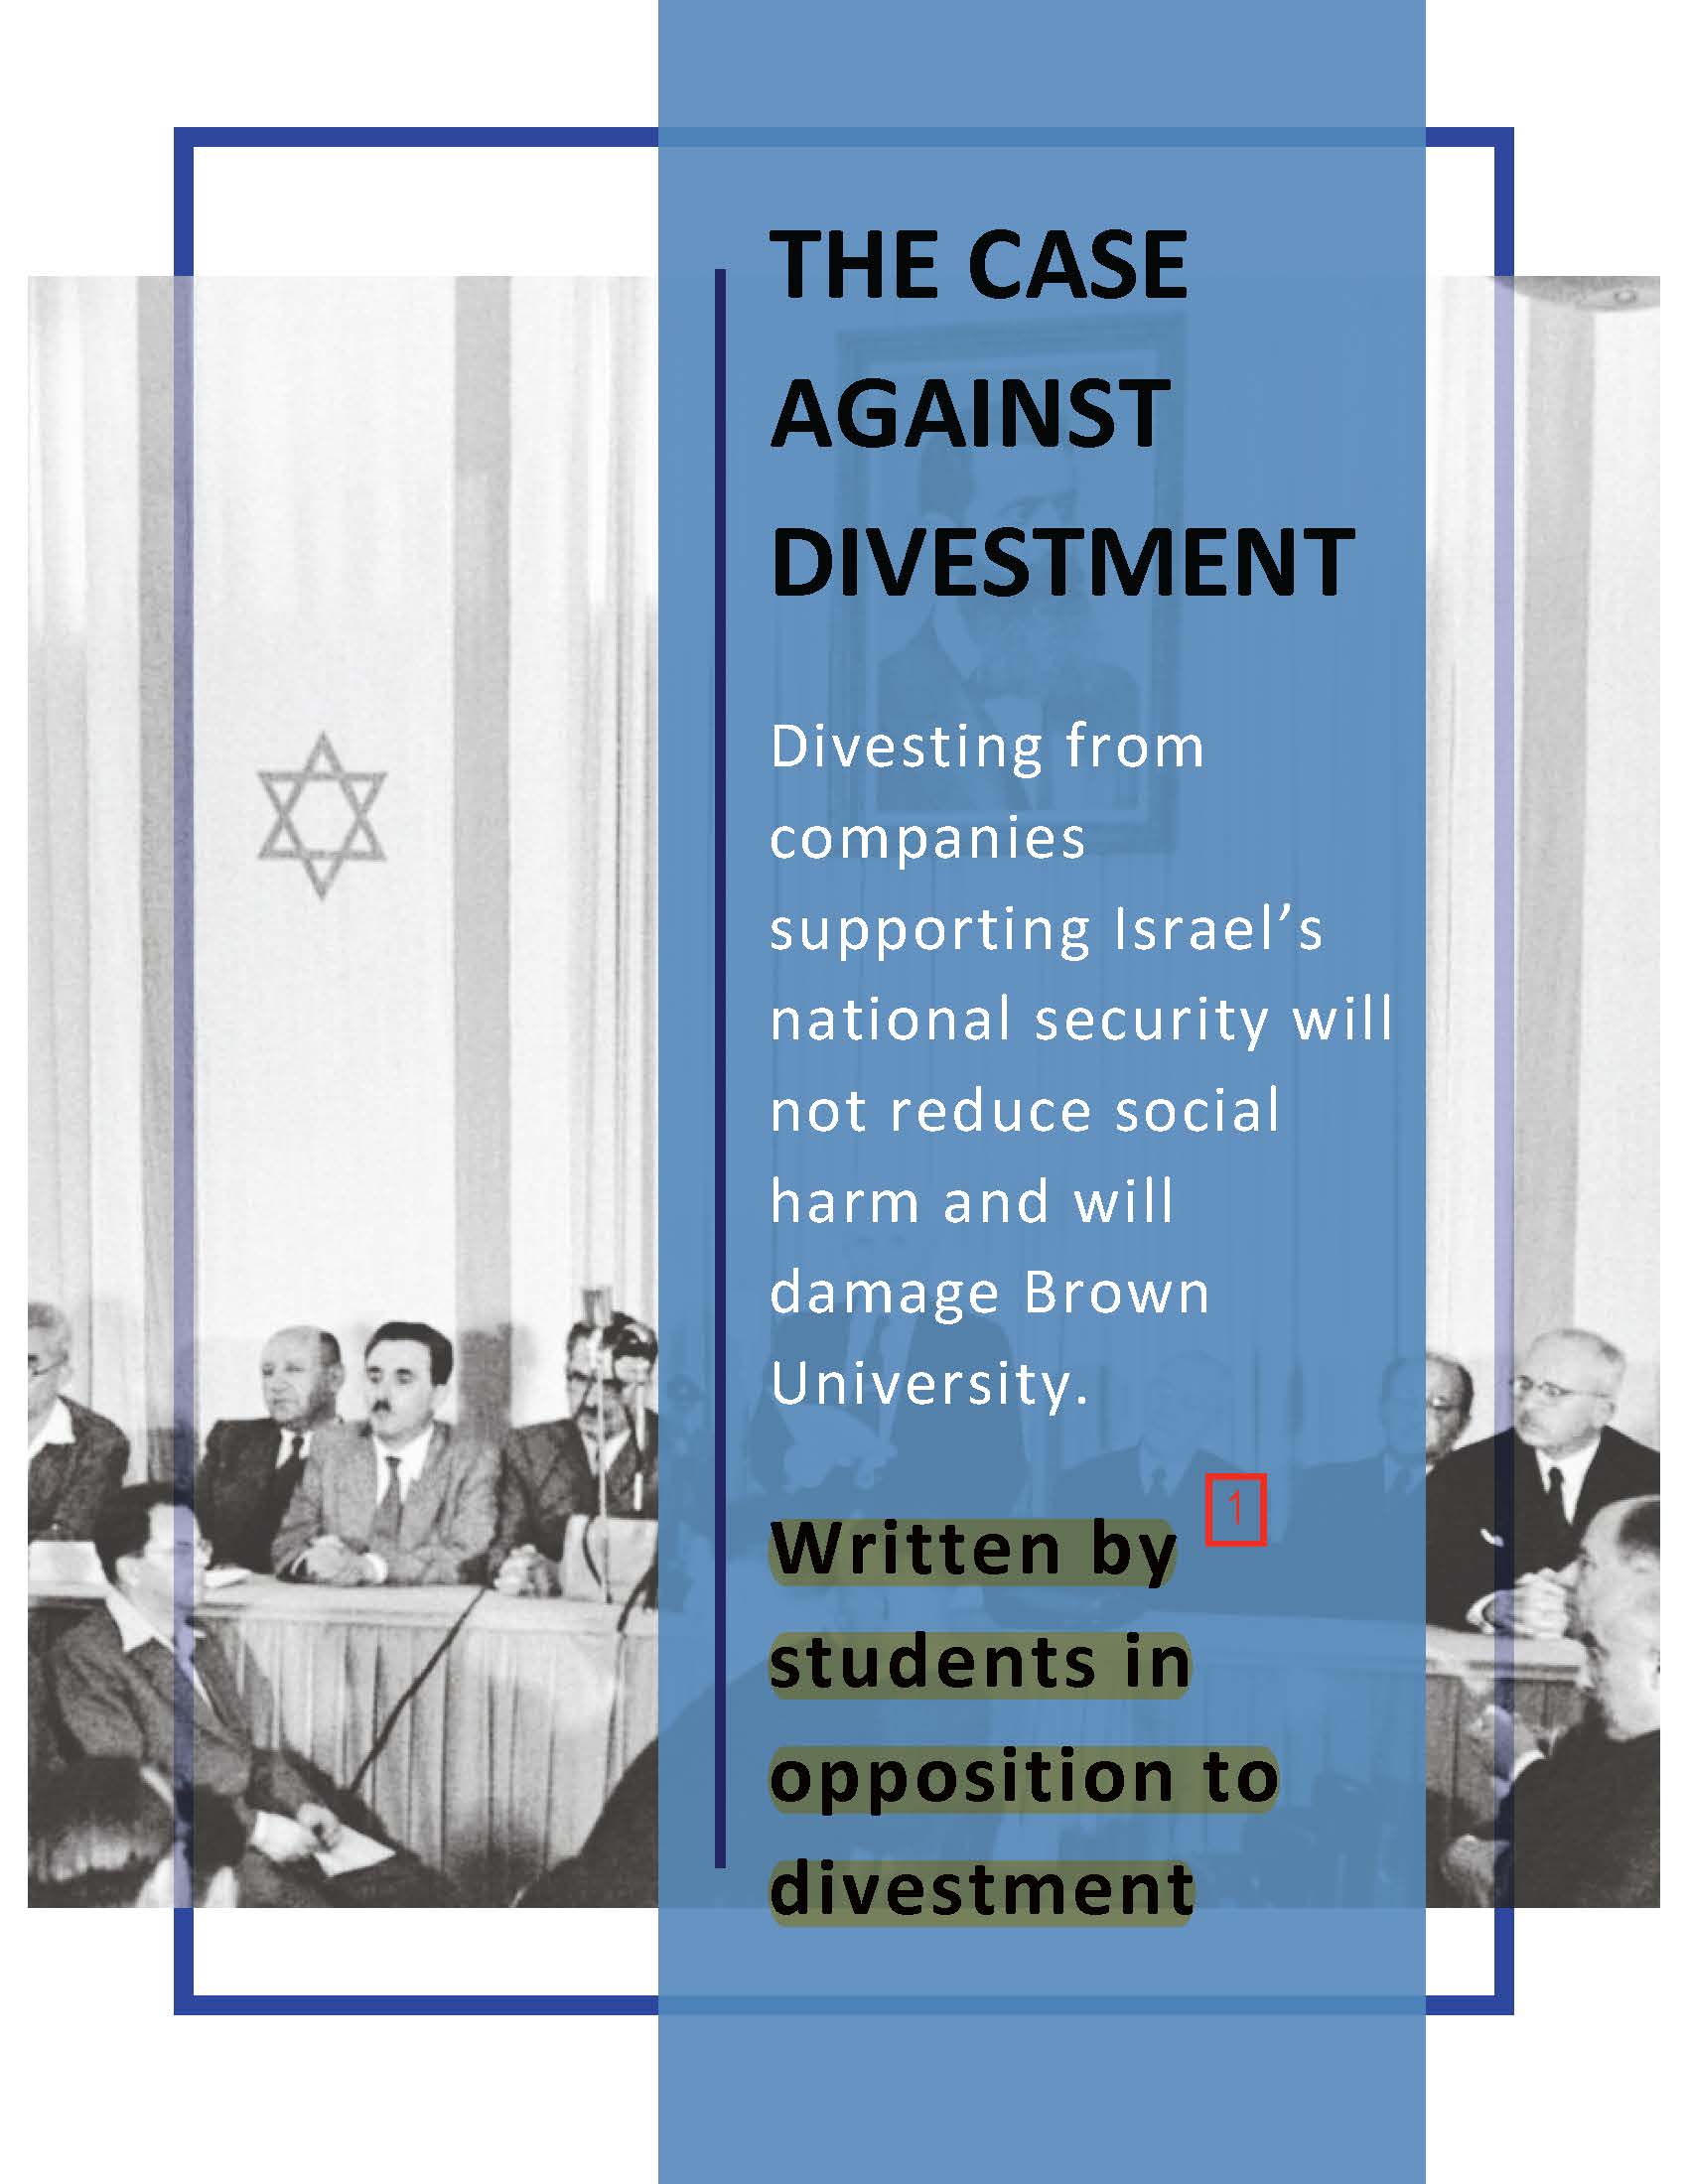 THE CASE
AGAINST
DIVESTMENT
Divesting from
companies
supporting Israel’s
national security will
not reduce social
harm and will
damage Brown
University.
1
Written by
students in
opposition to
divestment